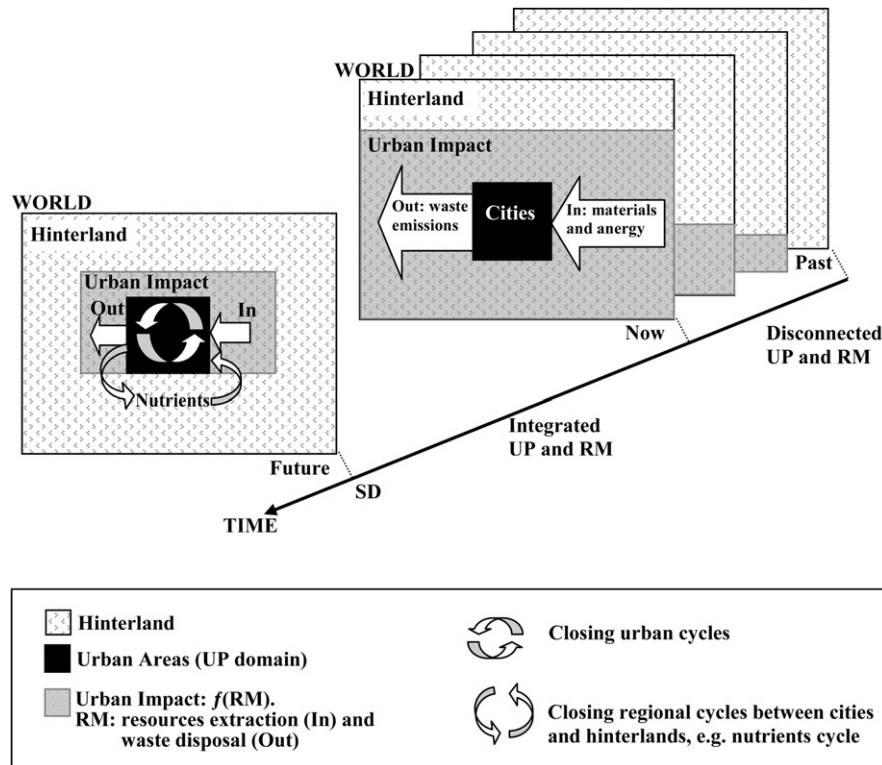 WORLD
Hinterland
Urban Impact
Out: waste
emissions
Cities
In: materials
and anergy
Now
Past
Disconnected
UP and RM
WORLD
Hinterland
Urban Impact
Out
In
Nutrients
Future
Integrated
UP and RM
SD
TIME
Hinterland
Urban Areas (UP domain)
Urban Impact: f(RM).
RM: resources extraction (In) and
waste disposal (Out)
Closing urban cycles
Closing regional cycles between cities
and hinterlands, e.g. nutrients cycle